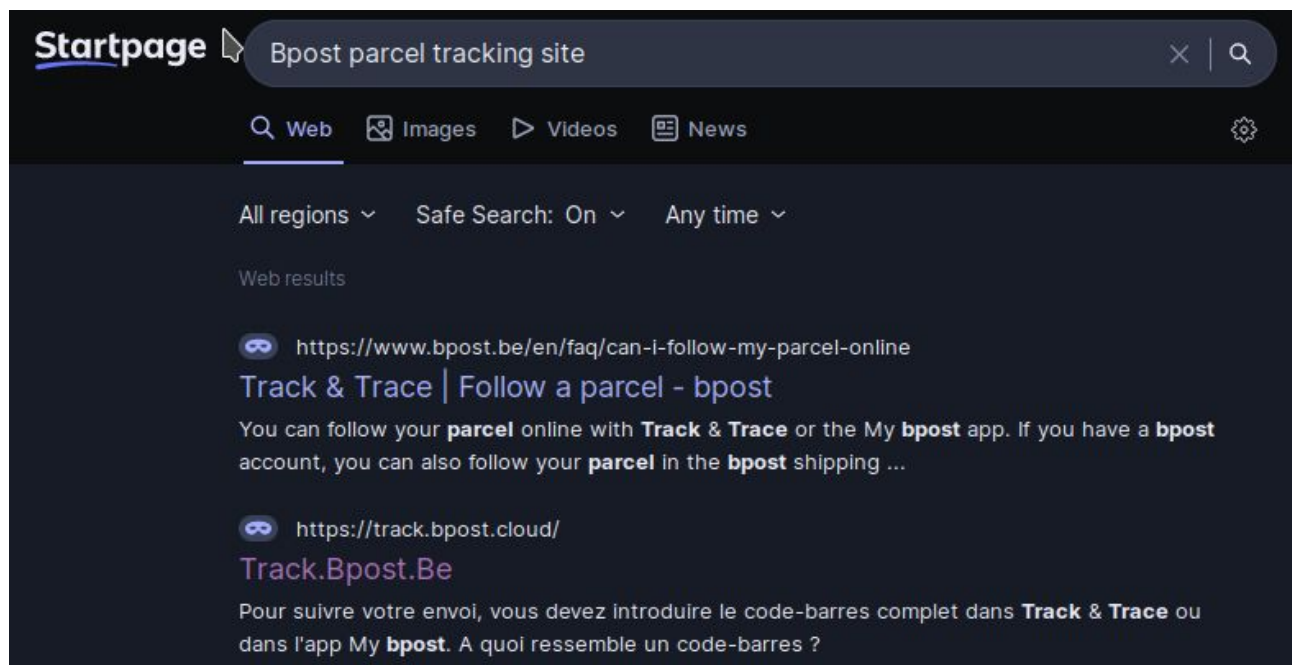 Startpage
Bpost parcel tracking site
Web Images Videos News
All regions Safe Search: On Any time
Web results
https://www.bpost.be/en/faq/can-i-follow-my-parcel-online
Track & Trace | Follow a parcel - bpost
You can follow your parcel online with Track & Trace or the My bpost app. If you have a bpost
account, you can also follow your parcel in the bpost shipping ...
https://track.bpost.cloud/
Track.Bpost.Be
Pour suivre votre envoi, vous devez introduire le code-barres complet dans Track & Trace ou
dans l'app My bpost. A quoi ressemble un code-barres ?